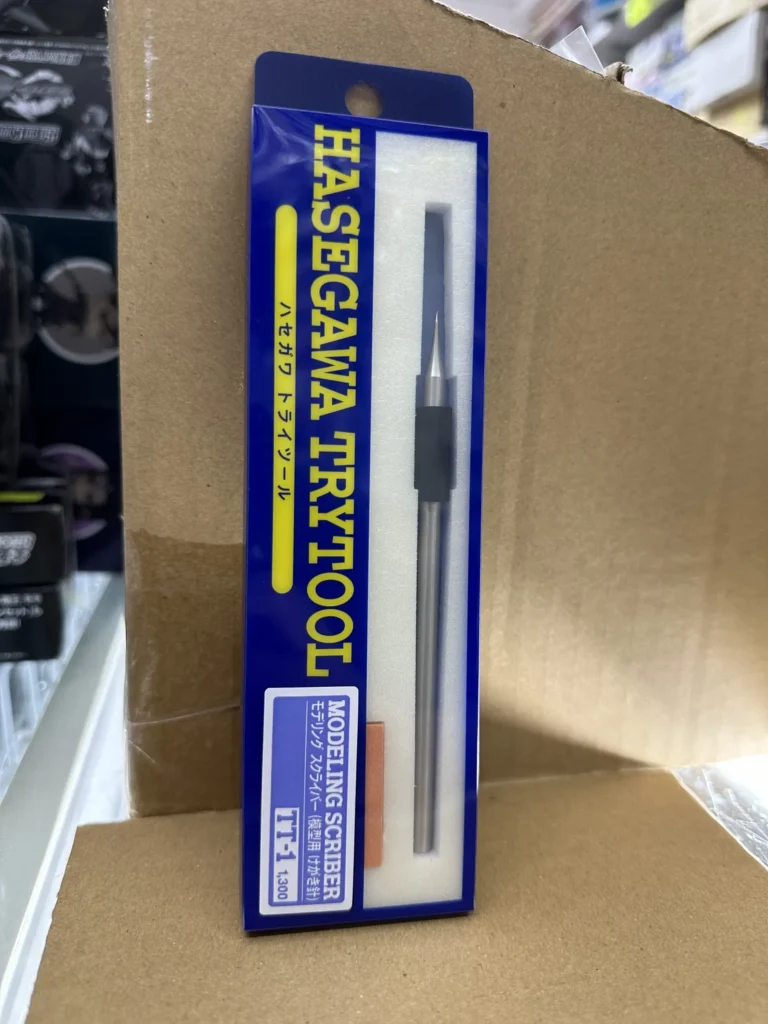 HASEGAWA TRYTOOL
ハセガワ トライツール
MODELING SCRIBER
モデリング スクライバー (模型用 けがき針)
TT-1 1,300